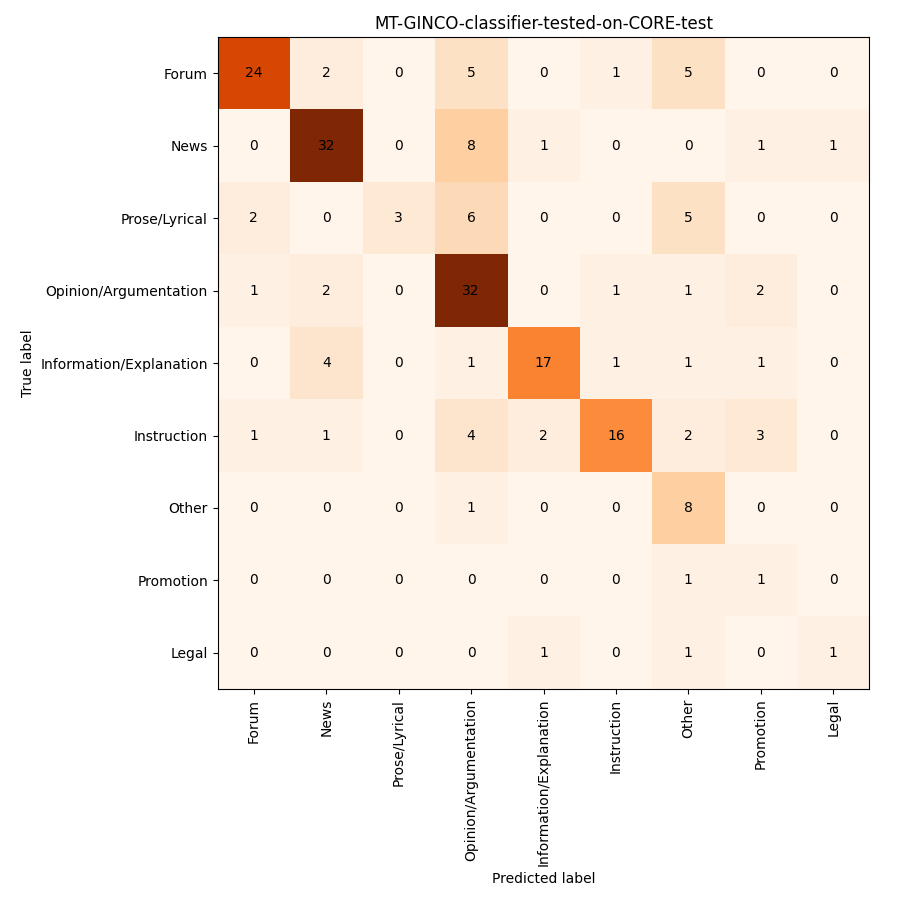 MT-GINCO-classifier-tested-on-CORE-test
True label
Forum 24 2 0 5 0 1 5 0 0
News 0 32 0 8 1 0 0 1 1
Prose/Lyrical 2 0 3 6 0 0 5 0 0
Opinion/Argumentation 1 2 0 32 0 1 1 2 0
Information/Explanation 0 4 0 1 17 1 1 1 0
Instruction 1 1 0 4 2 16 2 3 0
Other 0 0 0 1 0 0 8 0 0
Promotion 0 0 0 0 0 0 1 1 0
Legal 0 0 0 0 1 0 1 0 1
Forum
News
Prose/Lyrical
Opinion/Argumentation
Information/Explanation
Instruction
Other
Promotion
Legal
Predicted label